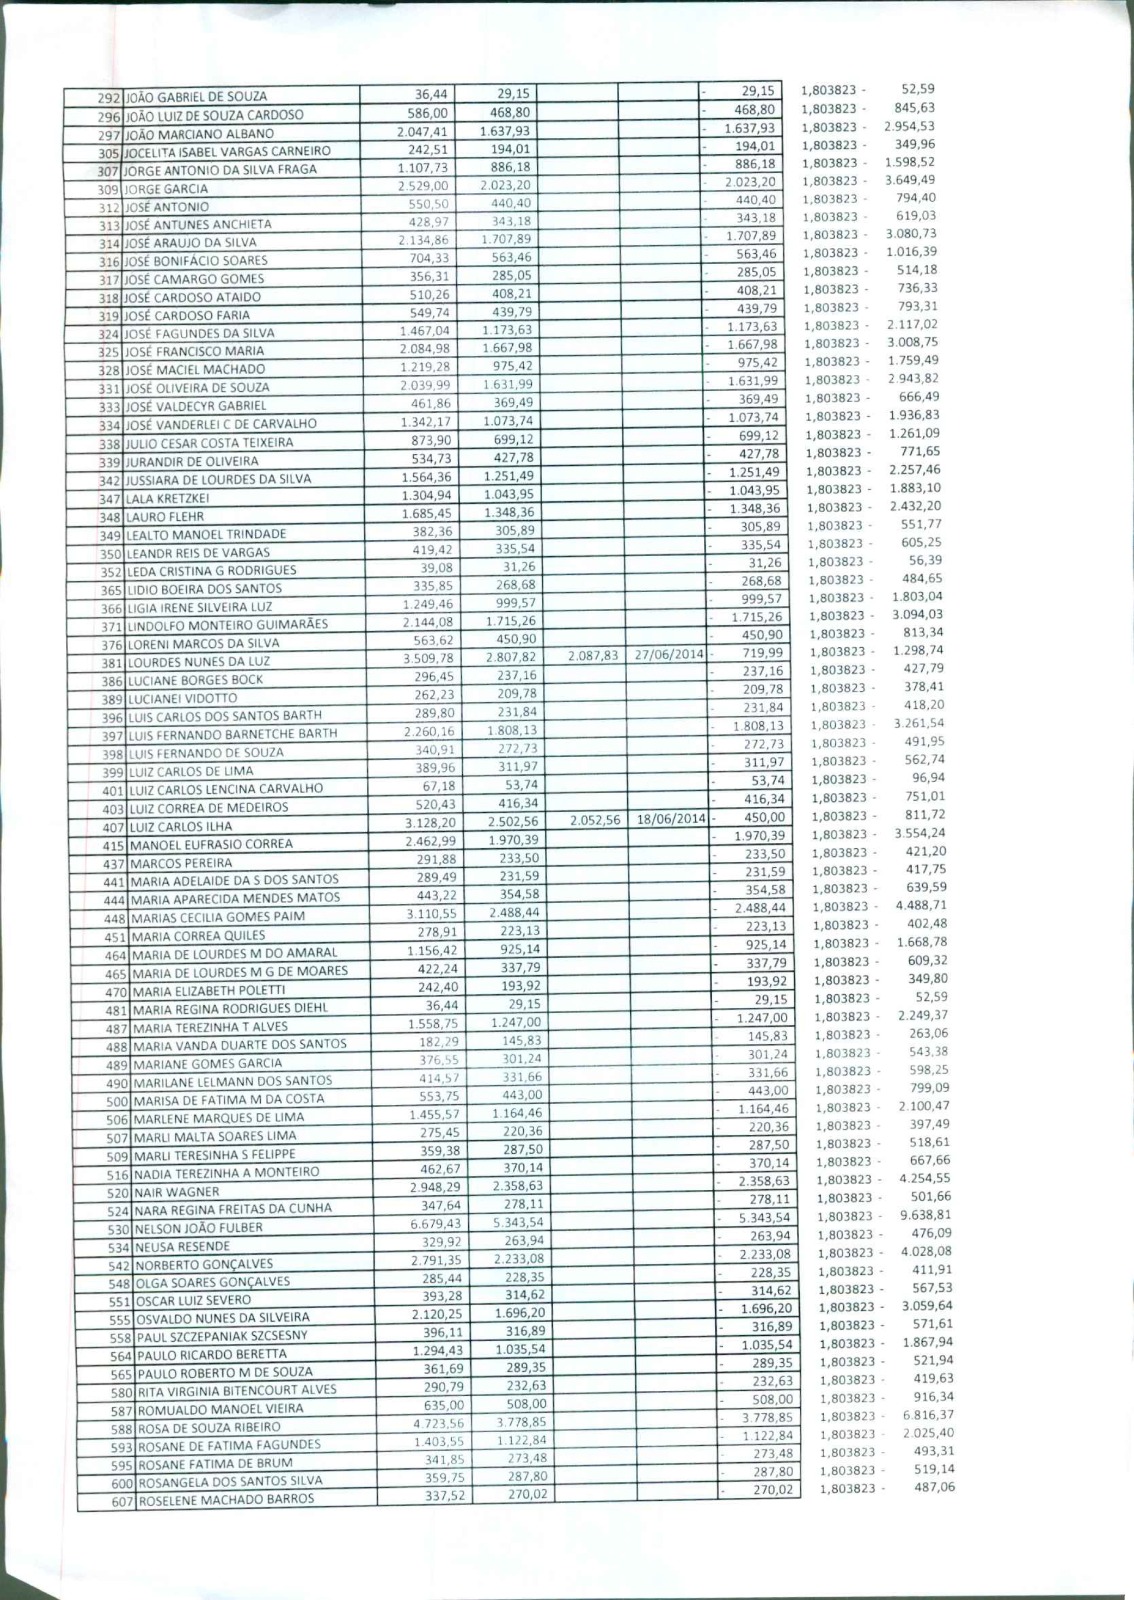 292 JOÃO GABRIEL DE SOUZA 36,44 29,15 - 29,15 1,803823 - 52,59
296 JOÃO LUIZ DE SOUZA CARDOSO 586,00 468,80 - 468,80 1,803823 - 845,63
297 JOÃO MARCIANO ALBANO 2.047,41 1.637,93 - 1.637,93 1,803823 - 2.954,53
305 JOCELITA ISABEL VARGAS CARNEIRO 242,51 194,01 - 194,01 1,803823 - 349,96
307 JORGE ANTONIO DA SILVA FRAGA 1.107,73 886,18 - 886,18 1,803823 - 1.598,52
309 JORGE GARCIA 2.529,00 2.023,20 - 2.023,20 1,803823 - 3.649,49
312 JOSÉ ANTONIO 550,50 440,40 - 440,40 1,803823 - 794,40
313 JOSÉ ANTUNES ANCHIETA 428,97 343,18 - 343,18 1,803823 - 619,03
314 JOSÉ ARAUJO DA SILVA 2.134,86 1.707,89 - 1.707,89 1,803823 - 3.080,73
316 JOSÉ BONIFÁCIO SOARES 704,33 563,46 - 563,46 1,803823 - 1.016,39
317 JOSÉ CAMARGO GOMES 356,31 285,05 - 285,05 1,803823 - 514,18
318 JOSÉ CARDOSO ATAIDO 510,26 408,21 - 408,21 1,803823 - 736,33
319 JOSÉ CARDOSO FARIA 549,74 439,79 - 439,79 1,803823 - 793,31
324 JOSÉ FAGUNDES DA SILVA 1.467,04 1.173,63 - 1.173,63 1,803823 - 2.117,02
325 JOSÉ FRANCISCO MARIA 2.084,98 1.667,98 - 1.667,98 1,803823 - 3.008,75
328 JOSÉ MACIEL MACHADO 1.219,28 975,42 - 975,42 1,803823 - 1.759,49
331 JOSÉ OLIVEIRA DE SOUZA 2.039,99 1.631,99 - 1.631,99 1,803823 - 2.943,82
333 JOSÉ VALDECYR GABRIEL 461,86 369,49 - 369,49 1,803823 - 666,49
334 JOSÉ VANDERLEI C DE CARVALHO 1.342,17 1.073,74 - 1.073,74 1,803823 - 1.936,83
338 JULIO CESAR COSTA TEIXEIRA 873,90 699,12 - 699,12 1,803823 - 1.261,09
339 JURANDIR DE OLIVEIRA 534,73 427,78 - 427,78 1,803823 - 771,65
342 JUSSIARA DE LOURDES DA SILVA 1.564,36 1.251,49 - 1.251,49 1,803823 - 2.257,46
347 LALA KRETZKEI 1.304,94 1.043,95 - 1.043,95 1,803823 - 1.883,10
348 LAURO FLEHR 1.685,45 1.348,36 - 1.348,36 1,803823 - 2.432,20
349 LEALTO MANOEL TRINDADE 382,36 305,89 - 305,89 1,803823 - 551,77
350 LEANDR REIS DE VARGAS 419,42 335,54 - 335,54 1,803823 - 605,25
352 LEDA CRISTINA G RODRIGUES 39,08 31,26 - 31,26 1,803823 - 56,39
365 LIDIO BOEIRA DOS SANTOS 335,85 268,68 - 268,68 1,803823 - 484,65
366 LIGIA IRENE SILVEIRA LUZ 1.249,46 999,57 - 999,57 1,803823 - 1.803,04
371 LINDOLFO MONTEIRO GUIMARÃES 2.144,08 1.715,26 - 1.715,26 1,803823 - 3.094,03
376 LORENI MARCOS DA SILVA 563,62 450,90 - 450,90 1,803823 - 813,34
381 LOURDES NUNES DA LUZ 3.509,78 2.807,82 2.087,83 27/06/2014 - 719,99 1,803823 - 1.298,74
386 LUCIANE BORGES BOCK 296,45 237,16 - 237,16 1,803823 - 427,79
389 LUCIANEI VIDOTTO 262,23 209,78 - 209,78 1,803823 - 378,41
396 LUIS CARLOS DOS SANTOS BARTH 289,80 231,84 - 231,84 1,803823 - 418,20
397 LUIS FERNANDO BARNETCHE BARTH 2.260,16 1.808,13 - 1.808,13 1,803823 - 3.261,54
398 LUIS FERNANDO DE SOUZA 340,91 272,73 - 272,73 1,803823 - 491,95
399 LUIZ CARLOS DE LIMA 389,96 311,97 - 311,97 1,803823 - 562,74
401 LUIZ CARLOS LENCINA CARVALHO 67,18 53,74 - 53,74 1,803823 - 96,94
403 LUIZ CORREA DE MEDEIROS 520,43 416,34 - 416,34 1,803823 - 751,01
407 LUIZ CARLOS ILHA 3.128,20 2.502,56 2.052,56 18/06/2014 - 450,00 1,803823 - 811,72
415 MANOEL EUFRASIO CORREA 2.462,99 1.970,39 - 1.970,39 1,803823 - 3.554,24
437 MARCOS PEREIRA 291,88 233,50 - 233,50 1,803823 - 421,20
441 MARIA ADELAIDE DA S DOS SANTOS 289,49 231,59 - 231,59 1,803823 - 417,75
444 MARIA APARECIDA MENDES MATOS 443,22 354,58 - 354,58 1,803823 - 639,59
448 MARIAS CECILIA GOMES PAIM 3.110,55 2.488,44 - 2.488,44 1,803823 - 4.488,71
451 MARIA CORREA QUILES 278,91 223,13 - 223,13 1,803823 - 402,48
464 MARIA DE LOURDES M DO AMARAL 1.156,42 925,14 - 925,14 1,803823 - 1.668,78
465 MARIA DE LOURDES M G DE MOARES 422,24 337,79 - 337,79 1,803823 - 609,32
470 MARIA ELIZABETH POLETTI 242,40 193,92 - 193,92 1,803823 - 349,80
481 MARIA REGINA RODRIGUES DIEHL 36,44 29,15 - 29,15 1,803823 - 52,59
487 MARIA TEREZINHA T ALVES 1.558,75 1.247,00 - 1.247,00 1,803823 - 2.249,37
488 MARIA VANDA DUARTE DOS SANTOS 182,29 145,83 - 145,83 1,803823 - 263,06
489 MARIANE GOMES GARCIA 376,55 301,24 - 301,24 1,803823 - 543,38
490 MARILANE LELMANN DOS SANTOS 414,57 331,66 - 331,66 1,803823 - 598,25
500 MARISA DE FATIMA M DA COSTA 553,75 443,00 - 443,00 1,803823 - 799,09
506 MARLENE MARQUES DE LIMA 1.455,57 1.164,46 - 1.164,46 1,803823 - 2.100,47
507 MARLI MALTA SOARES LIMA 275,45 220,36 - 220,36 1,803823 - 397,49
509 MARLI TERESINHA S FELIPPE 359,38 287,50 - 287,50 1,803823 - 518,61
516 NADIA TEREZINHA A MONTEIRO 462,67 370,14 - 370,14 1,803823 - 667,66
520 NAIR WAGNER 2.948,29 2.358,63 - 2.358,63 1,803823 - 4.254,55
524 NARA REGINA FREITAS DA CUNHA 347,64 278,11 - 278,11 1,803823 - 501,66
530 NELSON JOÃO FULBER 6.679,43 5.343,54 - 5.343,54 1,803823 - 9.638,81
534 NEUSA RESENDE 329,92 263,94 - 263,94 1,803823 - 476,09
542 NORBERTO GONÇALVES 2.791,35 2.233,08 - 2.233,08 1,803823 - 4.028,08
548 OLGA SOARES GONÇALVES 285,44 228,35 - 228,35 1,803823 - 411,91
551 OSCAR LUIZ SEVERO 393,28 314,62 - 314,62 1,803823 - 567,53
555 OSVALDO NUNES DA SILVEIRA 2.120,25 1.696,20 - 1.696,20 1,803823 - 3.059,64
558 PAUL SZCZEPANIAK SZCSESNY 396,11 316,89 - 316,89 1,803823 - 571,61
564 PAULO RICARDO BERETTA 1.294,43 1.035,54 - 1.035,54 1,803823 - 1.867,94
565 PAULO ROBERTO M DE SOUZA 361,69 289,35 - 289,35 1,803823 - 521,94
580 RITA VIRGINIA BITENCOURT ALVES 290,79 232,63 - 232,63 1,803823 - 419,63
587 ROMUALDO MANOEL VIEIRA 635,00 508,00 - 508,00 1,803823 - 916,34
588 ROSA DE SOUZA RIBEIRO 4.723,56 3.778,85 - 3.778,85 1,803823 - 6.816,37
593 ROSANE DE FATIMA FAGUNDES 1.403,55 1.122,84 - 1.122,84 1,803823 - 2.025,40
595 ROSANE FATIMA DE BRUM 341,85 273,48 - 273,48 1,803823 - 493,31
600 ROSANGELA DOS SANTOS SILVA 359,75 287,80 - 287,80 1,803823 - 519,14
607 ROSELENE MACHADO BARROS 337,52 270,02 - 270,02 1,803823 - 487,06